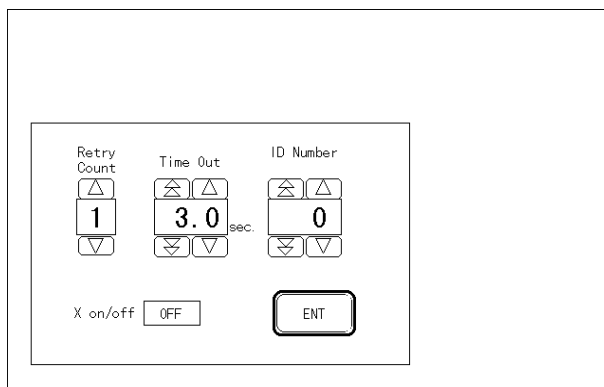 Retry
Count
Time Out
ID Number
1
3.0 sec.
0
X on/off OFF
ENT